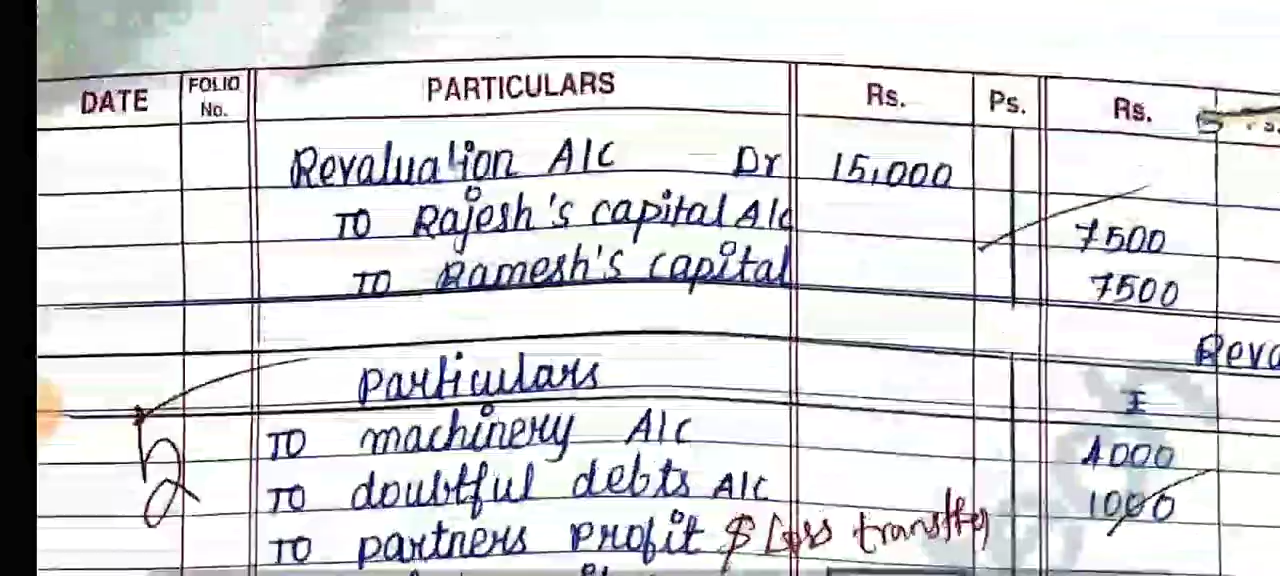 DATE FOLIO No. PARTICULARS Rs. Ps. Rs.
Revaluation A/C Dr 15,000
TO Rajesh's capital A/C 7500
TO Ramesh's capital 7500
Reva
Particulars ₹
TO machinery A/C 4000
TO doubtful debts A/C 1000
TO partners profit & Loss transfer